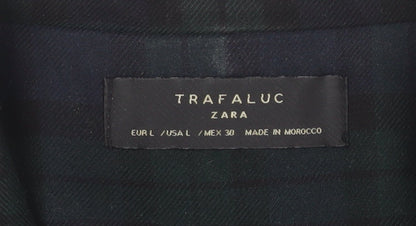 TRAFALUC
ZARA
EUR L / USA L / MEX 30 MADE IN MOROCCO